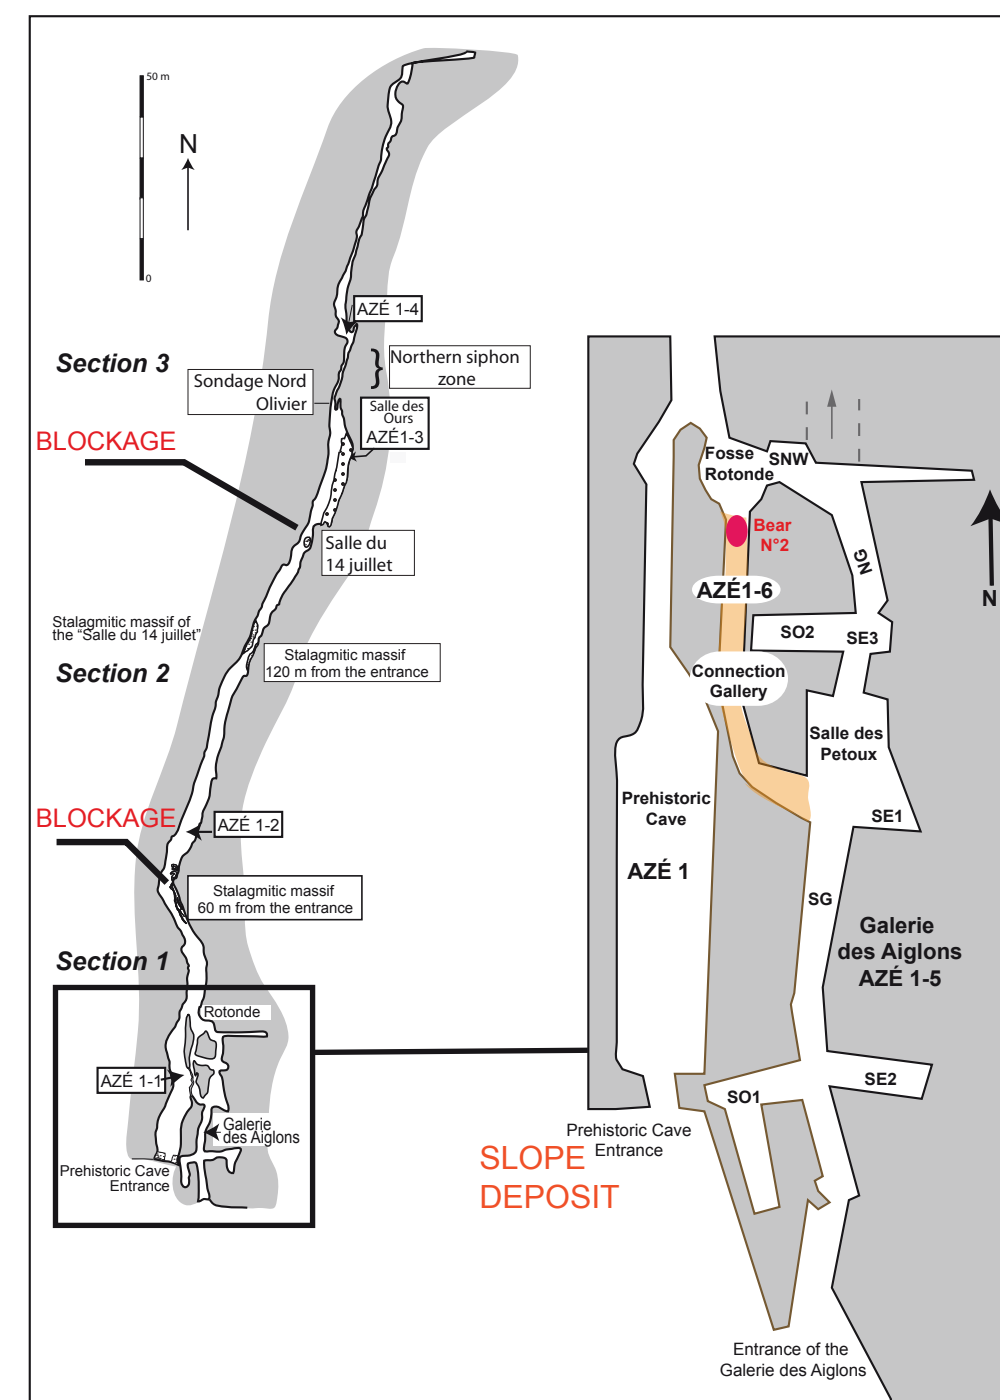 50 m
N
0
AZÉ 1-4
Section 3
Northern siphon
zone
Sondage Nord
Olivier
Salle des
Ours
AZÉ1-3
BLOCKAGE
Salle du
14 juillet
Stalagmitic massif of
the “Salle du 14 juillet”
Section 2
Stalagmitic massif
120 m from the entrance
BLOCKAGE
AZÉ 1-2
Stalagmitic massif
60 m from the entrance
Section 1
Rotonde
AZÉ 1-1
Galerie
des Aiglons
Prehistoric Cave
Entrance
Fosse
Rotonde
SNW
Bear
N°2
NG
N
AZÉ1-6
SO2
SE3
Connection
Gallery
Salle des
Petoux
Prehistoric
Cave
SE1
AZÉ 1
SG
Galerie
des Aiglons
AZÉ 1-5
SE2
SO1
Prehistoric Cave
Entrance
SLOPE
DEPOSIT
Entrance of the
Galerie des Aiglons